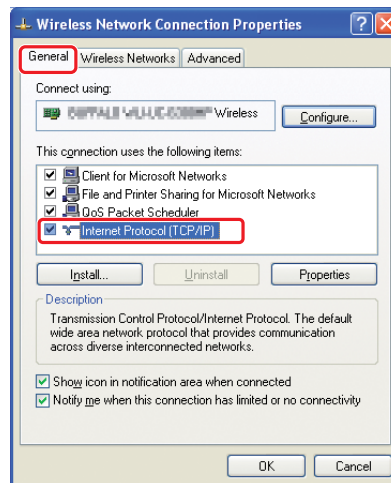 Wireless Network Connection Properties
General Wireless Networks Advanced
Connect using:
Wireless
Configure...
This connection uses the following items:
Client for Microsoft Networks
File and Printer Sharing for Microsoft Networks
QoS Packet Scheduler
Internet Protocol (TCP/IP)
Install... Uninstall Properties
Description
Transmission Control Protocol/Internet Protocol. The default
wide area network protocol that provides communication
across diverse interconnected networks.
Show icon in notification area when connected
Notify me when this connection has limited or no connectivity
OK Cancel